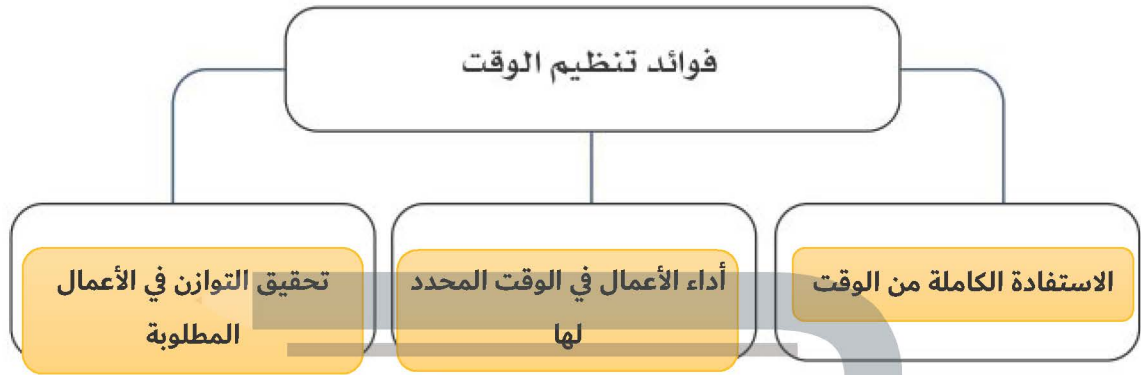 فوائد تنظيم الوقت
الاستفادة الكاملة من الوقت
أداء الأعمال في الوقت المحدد
لها
تحقيق التوازن في الأعمال
المطلوبة